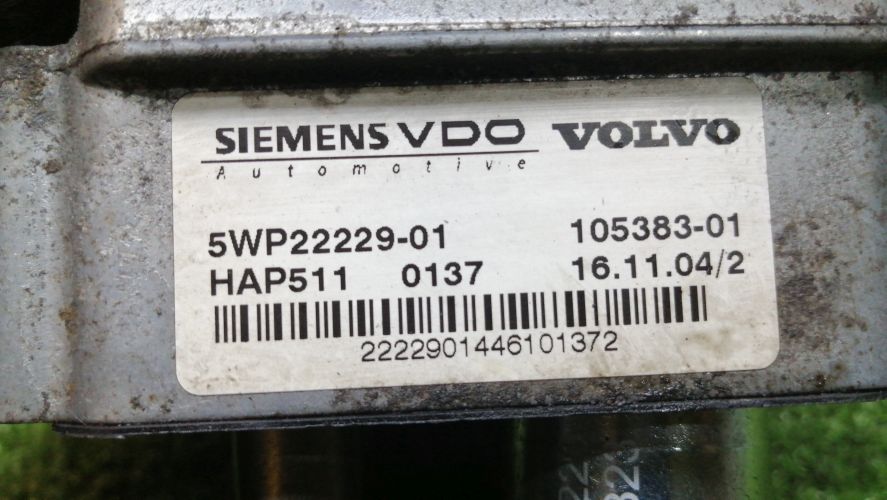 SIEMENS VDO VOLVO
Automotive
5WP22229-01 105383-01
HAP511 0137 16.11.04/2
2222901446101372